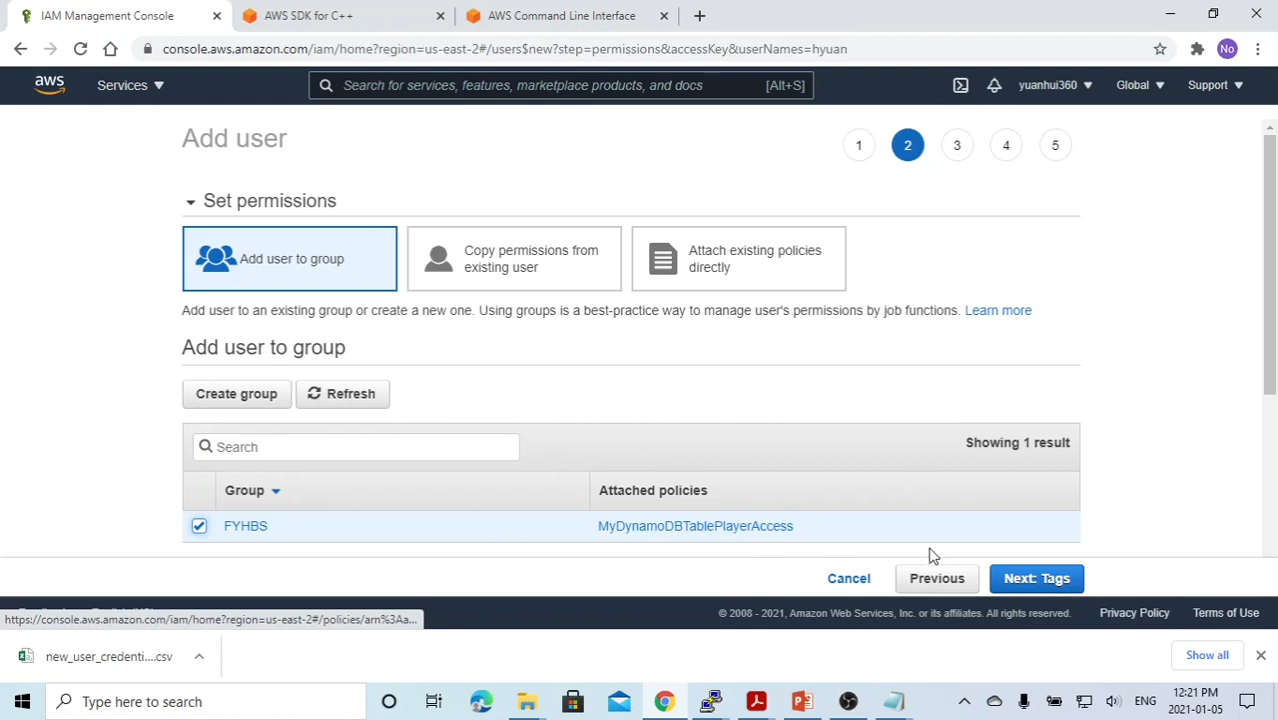 IAM Management Console
AWS SDK for C++
AWS Command Line Interface
console.aws.amazon.com/iam/home?region=us-east-2#/users$new?step=permissions&accessKey&userNames=hyuan
No
aws
Services
Search for services, features, marketplace products, and docs
[Alt+S]
yuanhui360
Global
Support
Add user
1
2
3
4
5
Set permissions
Add user to group
Copy permissions from
existing user
Attach existing policies
directly
Add user to an existing group or create a new one. Using groups is a best-practice way to manage user's permissions by job functions. Learn more
Add user to group
Create group
Refresh
Search
Showing 1 result
Group
Attached policies
FYHBS
MyDynamoDBTablePlayerAccess
Cancel
Previous
Next: Tags
© 2008 - 2021, Amazon Web Services, Inc. or its affiliates. All rights reserved.
Privacy Policy
Terms of Use
https://console.aws.amazon.com/iam/home?region=us-east-2#/policies/arn%3Aa...
new_user_credenti....csv
Show all
Type here to search
ENG
12:21 PM
2021-01-05